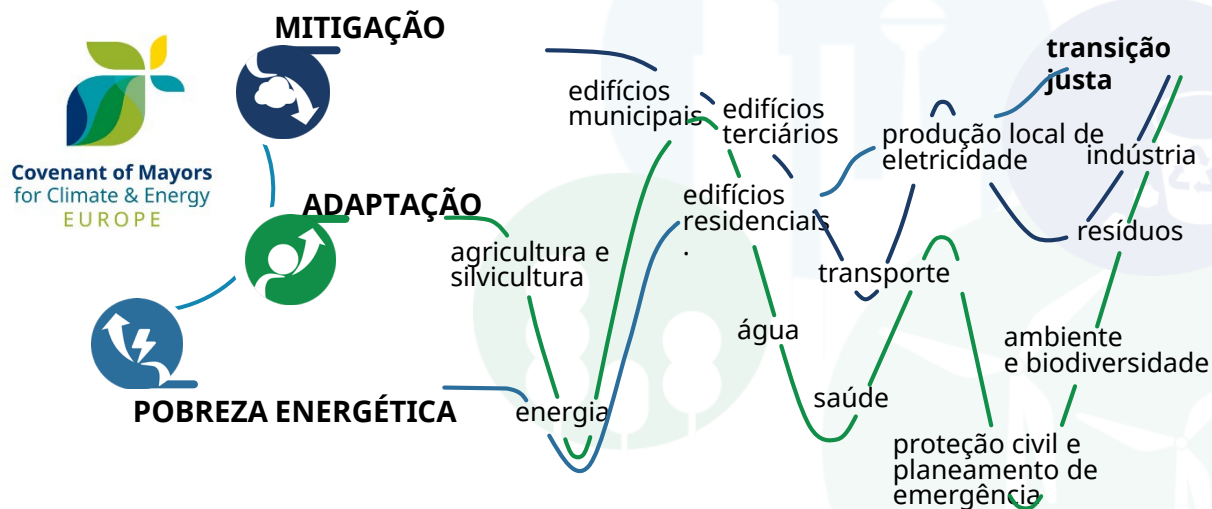 MITIGAÇÃO
Covenant of Mayors
for Climate & Energy
EUROPE
ADAPTAÇÃO
POBREZA ENERGÉTICA
edifícios
municipais
edifícios
terciários
edifícios
residenciais
.
agricultura e
silvicultura
energia
água
transporte
saúde
produção local de
eletricidade
transição
justa
indústria
resíduos
ambiente
e biodiversidade
proteção civil e
planeamento de
emergência